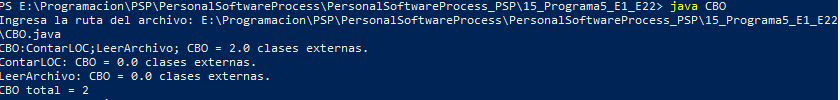 PS E:\Programacion\PSP\PersonalSoftwareProcess\PersonalSoftwareProcess_PSP\15_Programa5_E1_E22> java CBO
Ingresa la ruta del archivo: E:\Programacion\PSP\PersonalSoftwareProcess\PersonalSoftwareProcess_PSP\15_Programa5_E1_E22
\CBO.java
CBO:ContarLOC;LeerArchivo; CBO = 2.0 clases externas.
ContarLOC: CBO = 0.0 clases externas.
LeerArchivo: CBO = 0.0 clases externas.
CBO total = 2